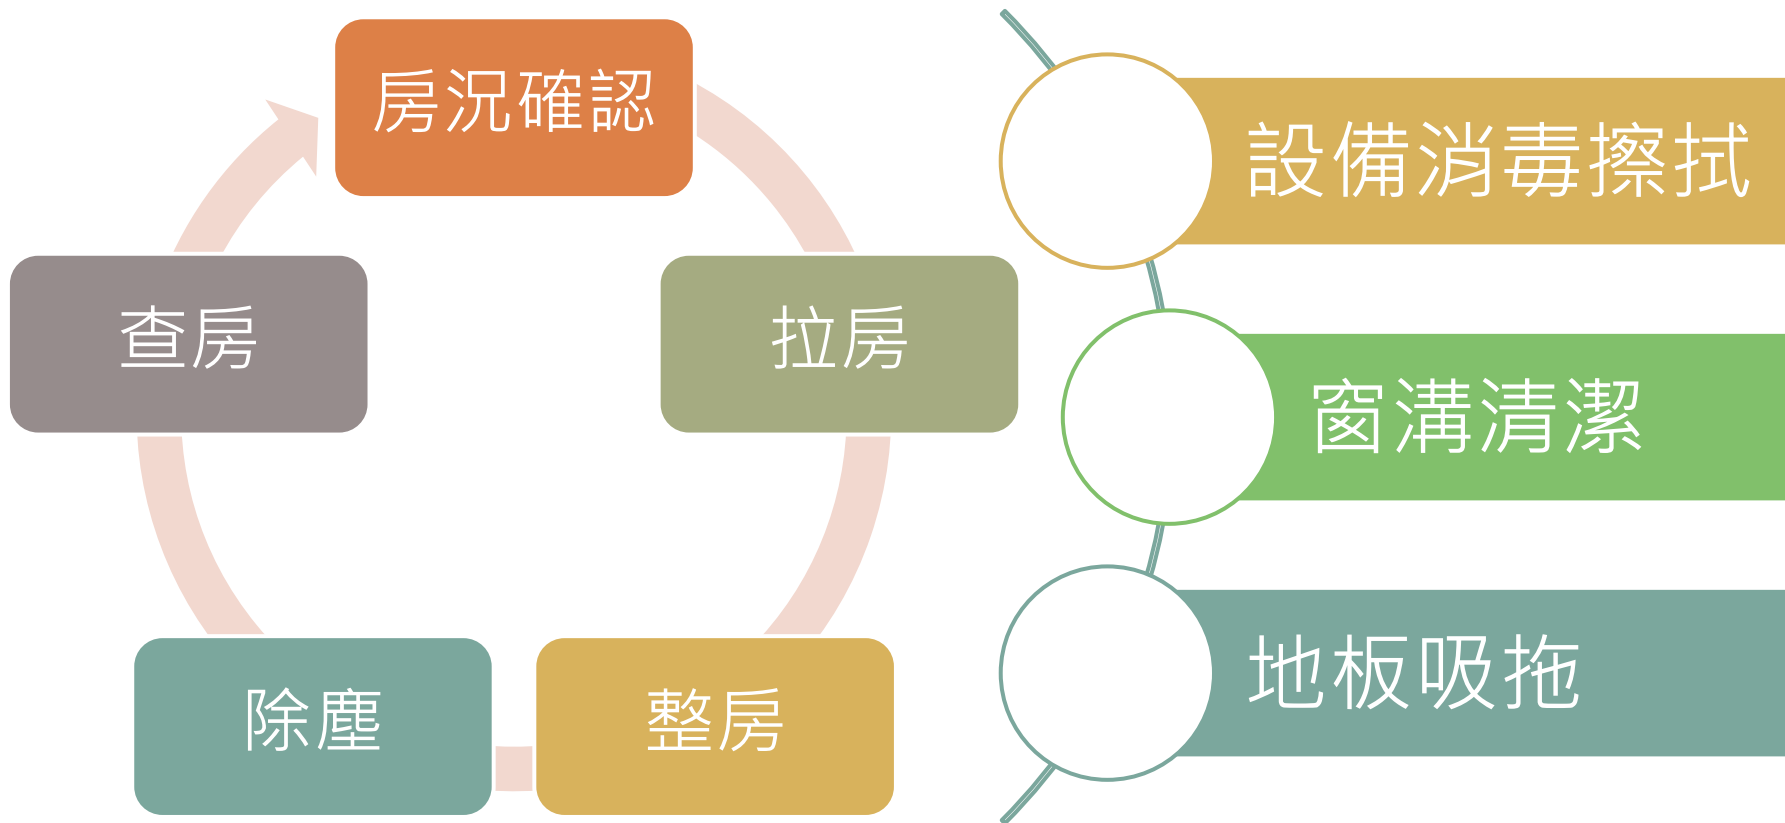 房況確認
拉房
整房
除塵
查房
設備消毒擦拭
窗溝清潔
地板吸拖